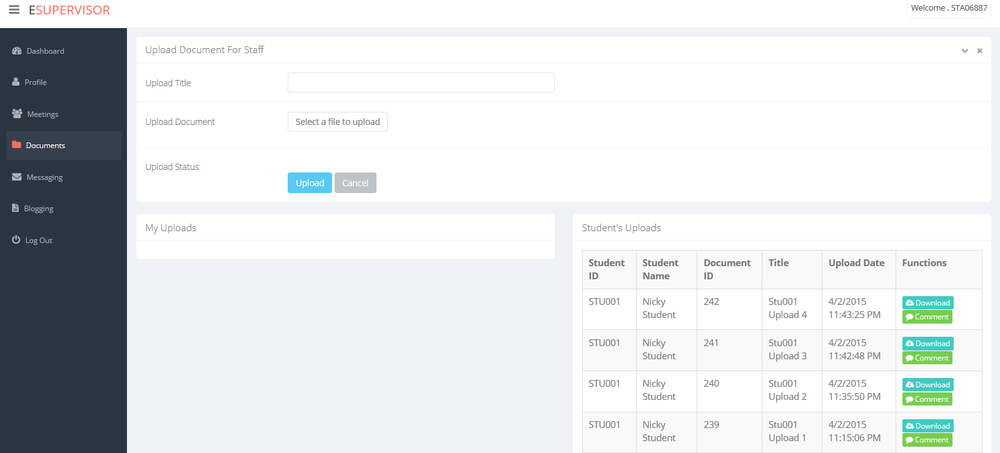 ESUPERVISOR
Welcome , STA06887
Dashboard
Profile
Meetings
Documents
Messaging
Blogging
Log Out
Upload Document For Staff
Upload Title
Upload Document
Select a file to upload
Upload Status:
Upload Cancel
My Uploads
Student's Uploads
Student ID Student Name Document ID Title Upload Date Functions
STU001 Nicky Student 242 Stu001 Upload 4 4/2/2015 11:43:25 PM Download Comment
STU001 Nicky Student 241 Stu001 Upload 3 4/2/2015 11:42:48 PM Download Comment
STU001 Nicky Student 240 Stu001 Upload 2 4/2/2015 11:35:50 PM Download Comment
STU001 Nicky Student 239 Stu001 Upload 1 4/2/2015 11:15:06 PM Download Comment